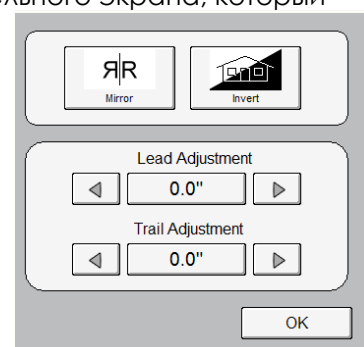 льного экрана, который
ЯR
Mirror
Invert
Lead Adjustment
0.0"
Trail Adjustment
0.0"
OK